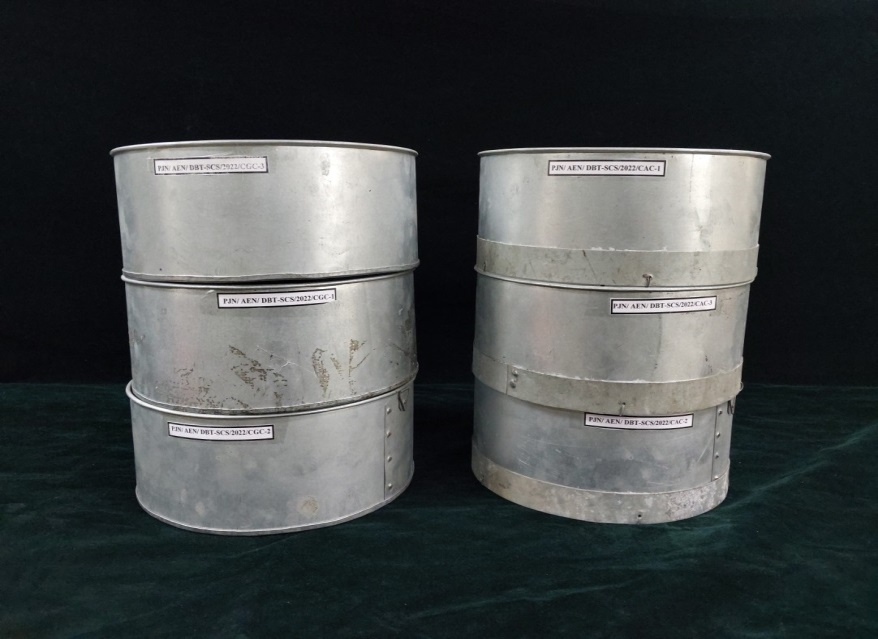 PJN/ AEN/ DBT-SCS/2022/CGC-3
PJN/ AEN/ DBT-SCS/2022/CGC-1
PJN/ AEN/ DBT-SCS/2022/CGC-2
PJN/ AEN/ DBT-SCS/2022/CAC-1
PJN/ AEN/ DBT-SCS/2022/CAC-3
PJN/ AEN/ DBT-SCS/2022/CAC-2